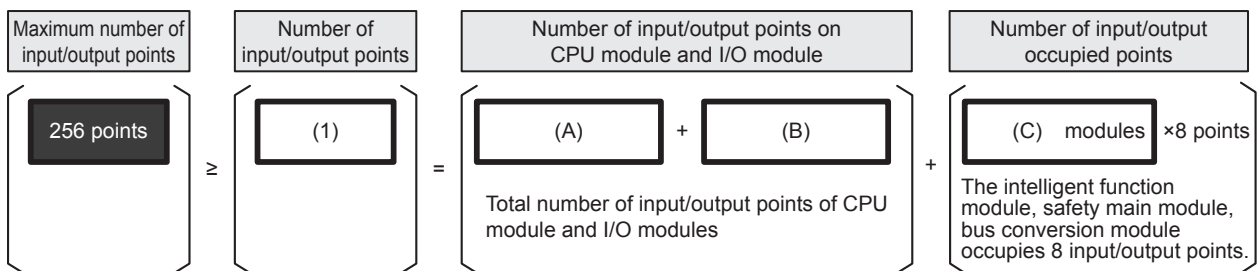 Maximum number of
input/output points
Number of
input/output points
Number of input/output points on
CPU module and I/O module
Number of input/output
occupied points
256 points
≥
(1)
=
(A)
+
(B)
Total number of input/output points of CPU
module and I/O modules
+
(C) modules ×8 points
The intelligent function
module, safety main module,
bus conversion module
occupies 8 input/output points.